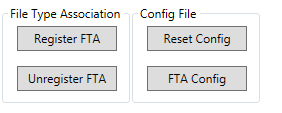 File Type Association
Register FTA
Unregister FTA
Config File
Reset Config
FTA Config